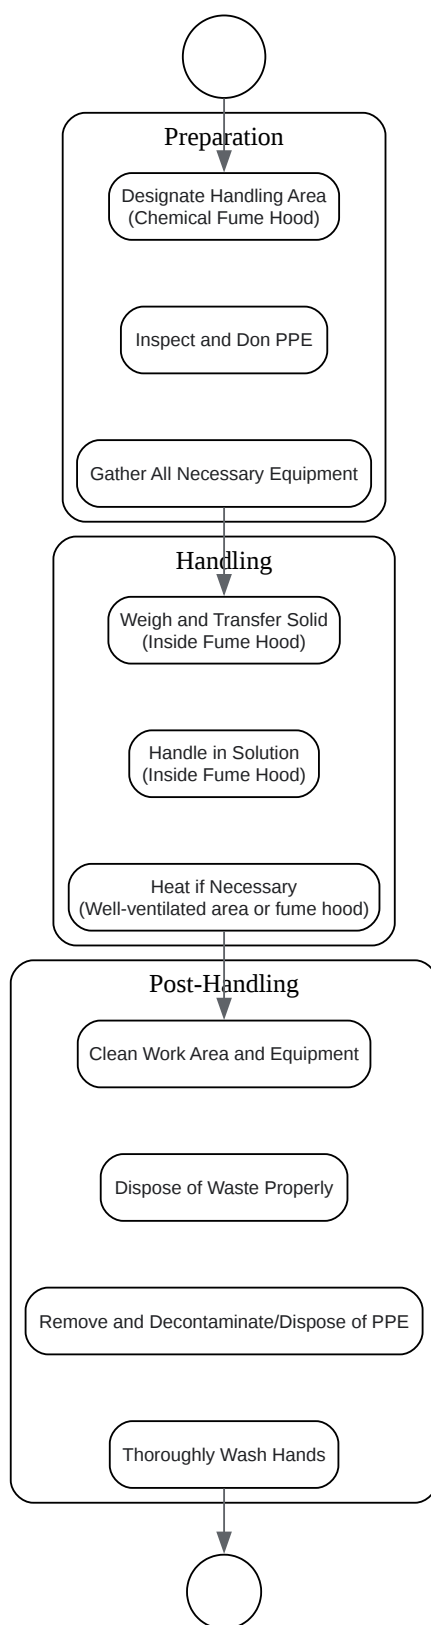 Preparation
Designate Handling Area
(Chemical Fume Hood)
Inspect and Don PPE
Gather All Necessary Equipment
Handling
Weigh and Transfer Solid
(Inside Fume Hood)
Handle in Solution
(Inside Fume Hood)
Heat if Necessary
(Well-ventilated area or fume hood)
Post-Handling
Clean Work Area and Equipment
Dispose of Waste Properly
Remove and Decontaminate/Dispose of PPE
Thoroughly Wash Hands